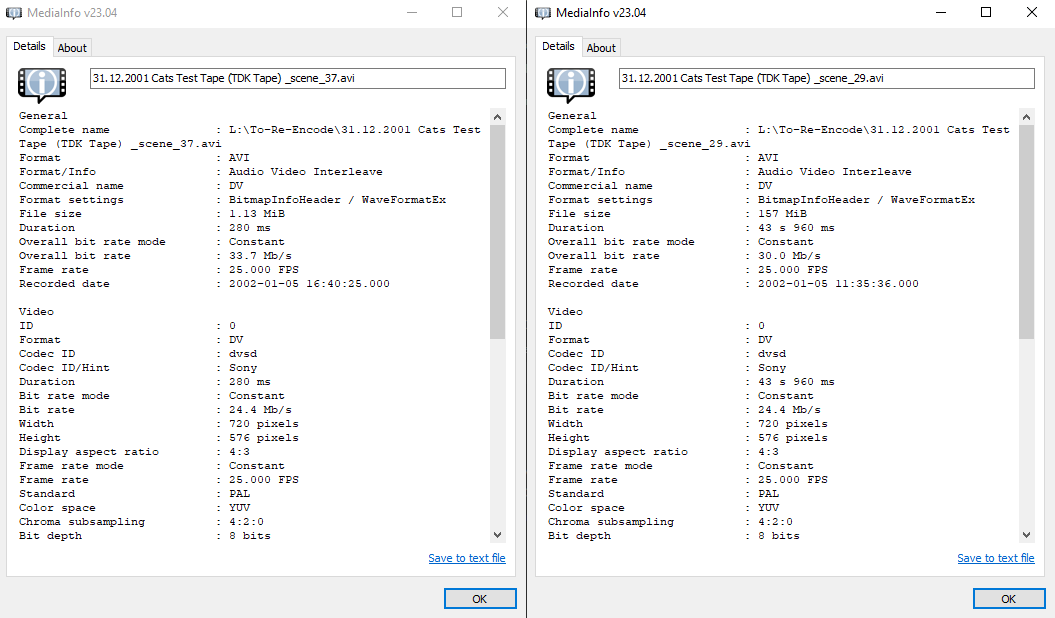 MediaInfo v23.04
Details
About
31.12.2001 Cats Test Tape (TDK Tape) _scene_37.avi
General
Complete name : L:\To-Re-Encode\31.12.2001 Cats Test
Tape (TDK Tape) _scene_37.avi
Format : AVI
Format/Info : Audio Video Interleave
Commercial name : DV
Format settings : BitmapInfoHeader / WaveFormatEx
File size : 1.13 MiB
Duration : 280 ms
Overall bit rate mode : Constant
Overall bit rate : 33.7 Mb/s
Frame rate : 25.000 FPS
Recorded date : 2002-01-05 16:40:25.000
Video
ID : 0
Format : DV
Codec ID : dvsd
Codec ID/Hint : Sony
Duration : 280 ms
Bit rate mode : Constant
Bit rate : 24.4 Mb/s
Width : 720 pixels
Height : 576 pixels
Display aspect ratio : 4:3
Frame rate mode : Constant
Frame rate : 25.000 FPS
Standard : PAL
Color space : YUV
Chroma subsampling : 4:2:0
Bit depth : 8 bits
Save to text file
OK
MediaInfo v23.04
Details
About
31.12.2001 Cats Test Tape (TDK Tape) _scene_29.avi
General
Complete name : L:\To-Re-Encode\31.12.2001 Cats Test
Tape (TDK Tape) _scene_29.avi
Format : AVI
Format/Info : Audio Video Interleave
Commercial name : DV
Format settings : BitmapInfoHeader / WaveFormatEx
File size : 157 MiB
Duration : 43 s 960 ms
Overall bit rate mode : Constant
Overall bit rate : 30.0 Mb/s
Frame rate : 25.000 FPS
Recorded date : 2002-01-05 11:35:36.000
Video
ID : 0
Format : DV
Codec ID : dvsd
Codec ID/Hint : Sony
Duration : 43 s 960 ms
Bit rate mode : Constant
Bit rate : 24.4 Mb/s
Width : 720 pixels
Height : 576 pixels
Display aspect ratio : 4:3
Frame rate mode : Constant
Frame rate : 25.000 FPS
Standard : PAL
Color space : YUV
Chroma subsampling : 4:2:0
Bit depth : 8 bits
Save to text file
OK